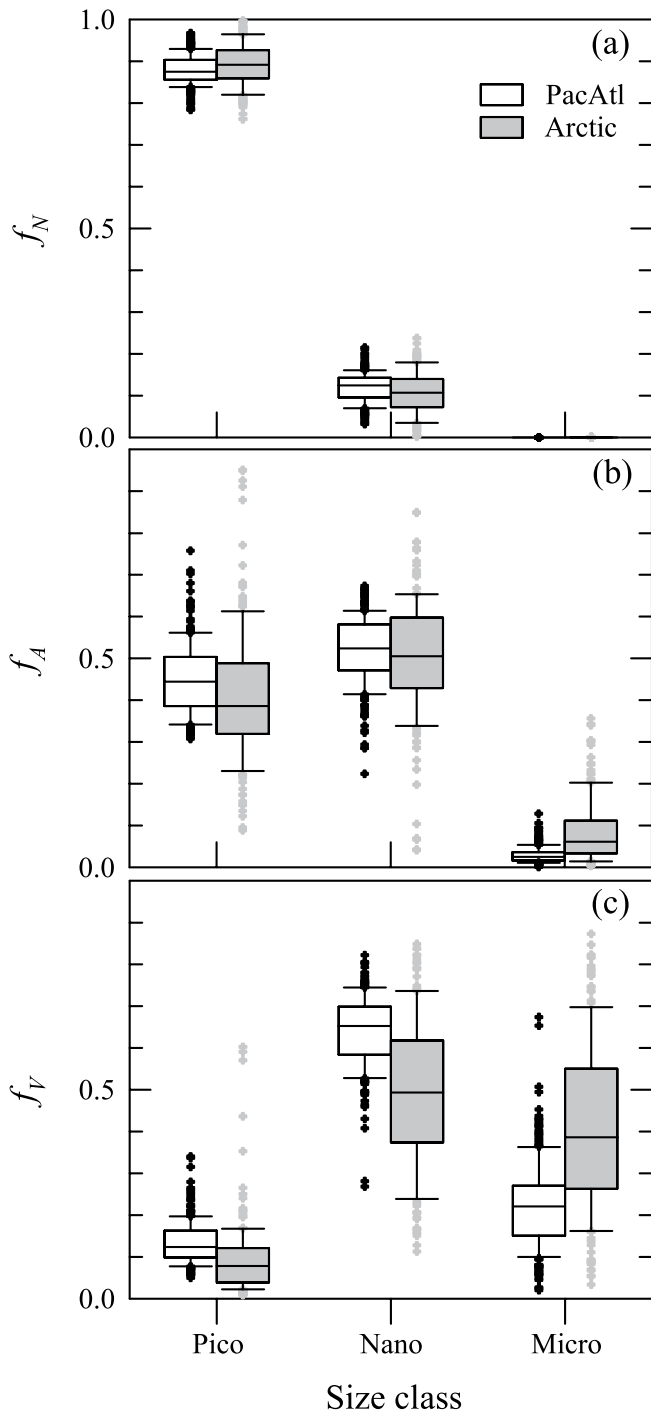 1.0
(a)
PacAtl
Arctic
f_N
0.5
0.0
(b)
f_A
0.5
0.0
(c)
f_V
0.5
0.0
Pico
Nano
Micro
Size class